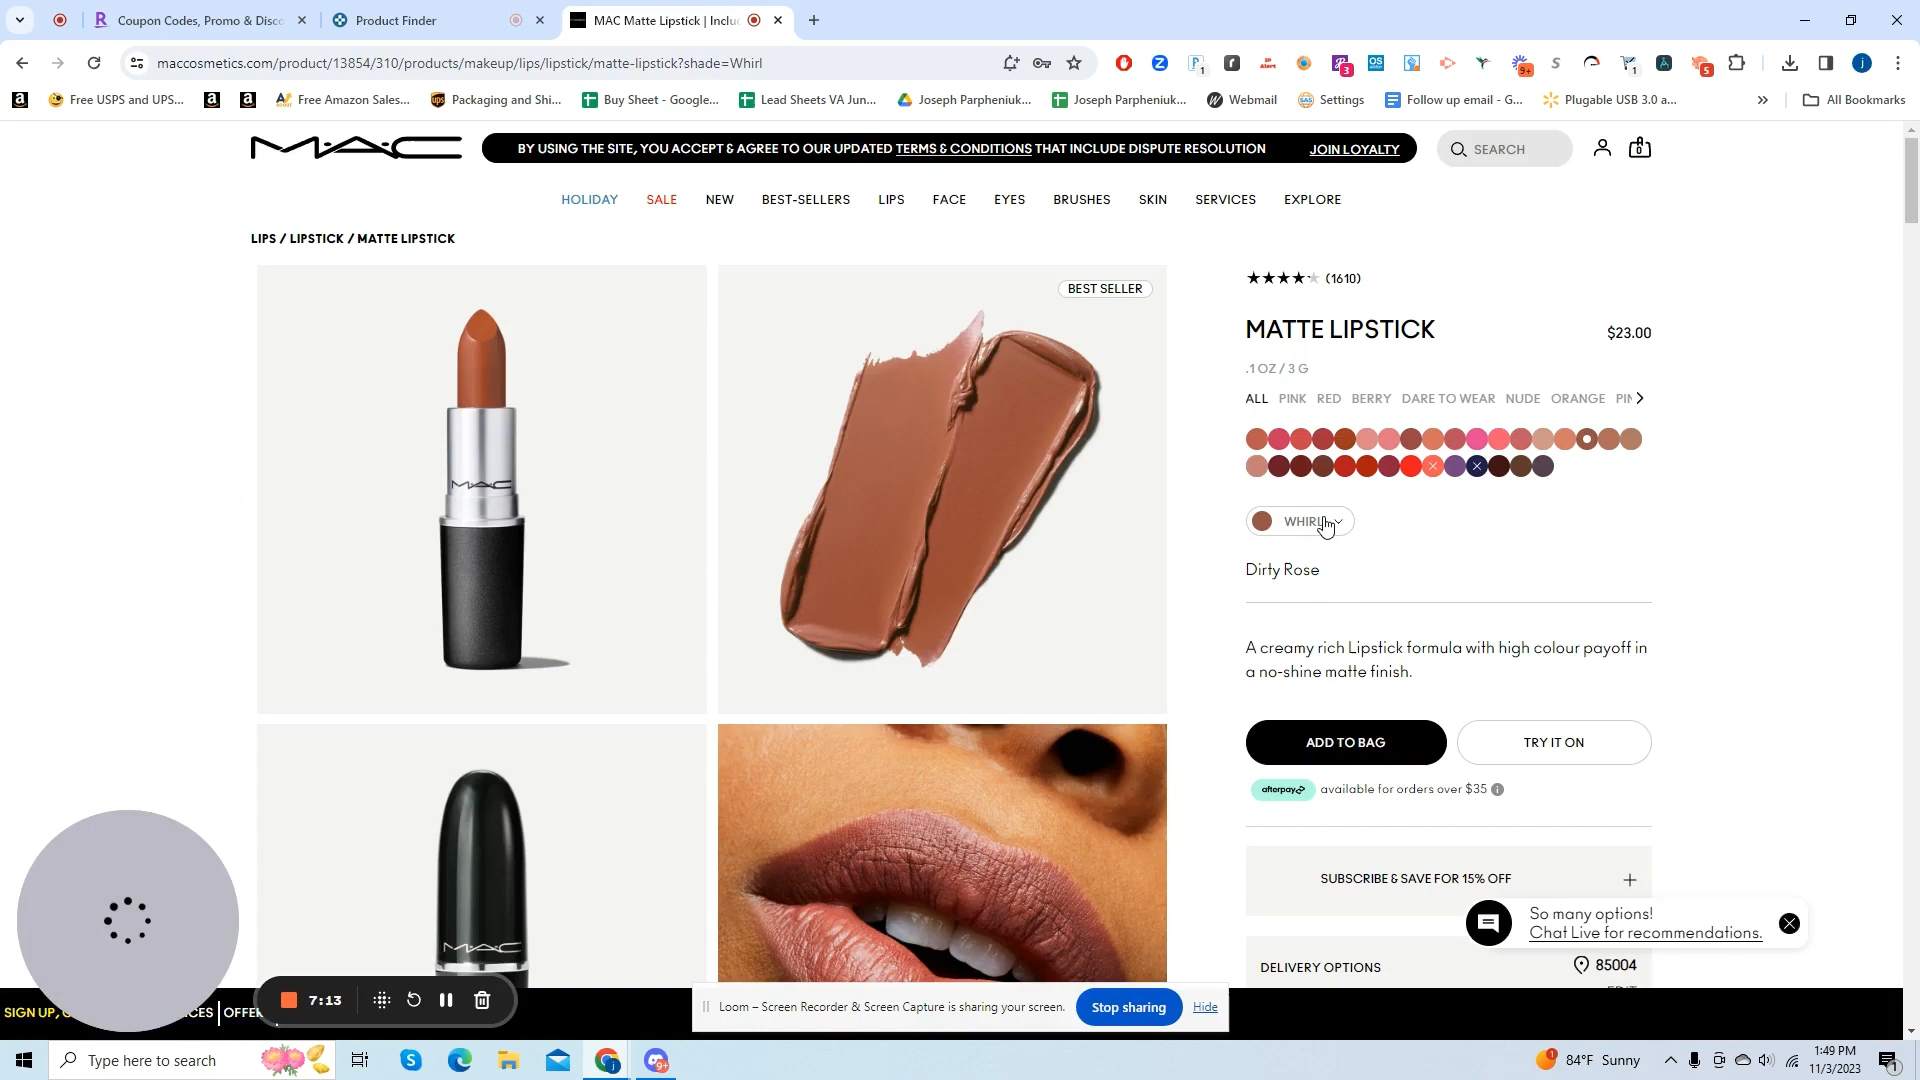 Coupon Codes, Promo & Disco
Product Finder
MAC Matte Lipstick | Inclu
maccosmetics.com/product/13854/310/products/makeup/lips/lipstick/matte-lipstick?shade=Whirl
Free USPS and UPS...
Free Amazon Sales...
Packaging and Shi...
Buy Sheet - Google...
Lead Sheets VA Jun...
Joseph Parpheniuk...
Joseph Parpheniuk...
Webmail
Settings
Follow up email - G...
Plugable USB 3.0 a...
All Bookmarks
MAC
BY USING THE SITE, YOU ACCEPT & AGREE TO OUR UPDATED TERMS & CONDITIONS THAT INCLUDE DISPUTE RESOLUTION
JOIN LOYALTY
SEARCH
0
HOLIDAY SALE NEW BEST-SELLERS LIPS FACE EYES BRUSHES SKIN SERVICES EXPLORE
LIPS / LIPSTICK / MATTE LIPSTICK
BEST SELLER
(1610)
MATTE LIPSTICK
$23.00
.1 OZ / 3 G
ALL PINK RED BERRY DARE TO WEAR NUDE ORANGE PIN
WHIRL
Dirty Rose
A creamy rich Lipstick formula with high colour payoff in
a no-shine matte finish.
ADD TO BAG
TRY IT ON
afterpay available for orders over $35
SUBSCRIBE & SAVE FOR 15% OFF
So many options!
Chat Live for recommendations.
DELIVERY OPTIONS
85004
MAC
MAC
SIGN UP,
CES
OFFER
7:13
Loom – Screen Recorder & Screen Capture is sharing your screen.
Stop sharing
Hide
Type here to search
84°F Sunny
1:49 PM
11/3/2023